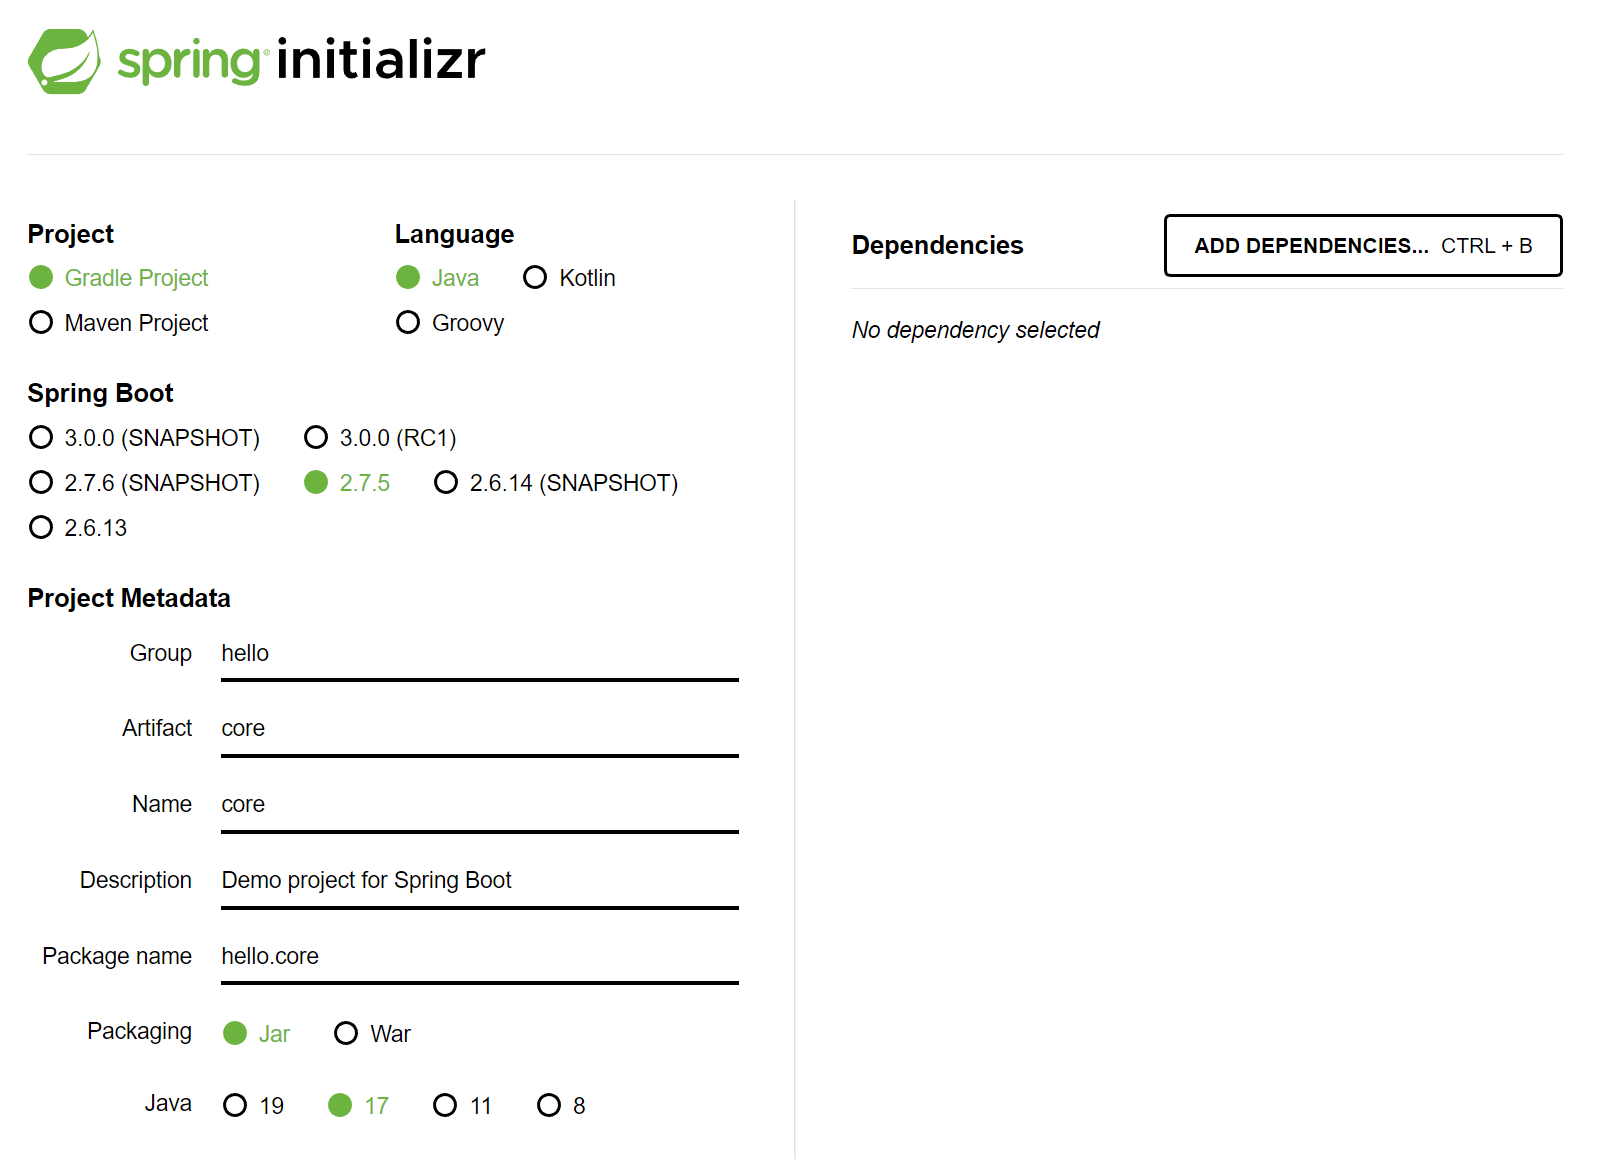 spring initializr
Project
Gradle Project
Maven Project
Language
Java Kotlin
Groovy
Spring Boot
3.0.0 (SNAPSHOT) 3.0.0 (RC1)
2.7.6 (SNAPSHOT) 2.7.5 2.6.14 (SNAPSHOT)
2.6.13
Project Metadata
Group hello
Artifact core
Name core
Description Demo project for Spring Boot
Package name hello.core
Packaging Jar War
Java 19 17 11 8
Dependencies ADD DEPENDENCIES... CTRL + B
No dependency selected